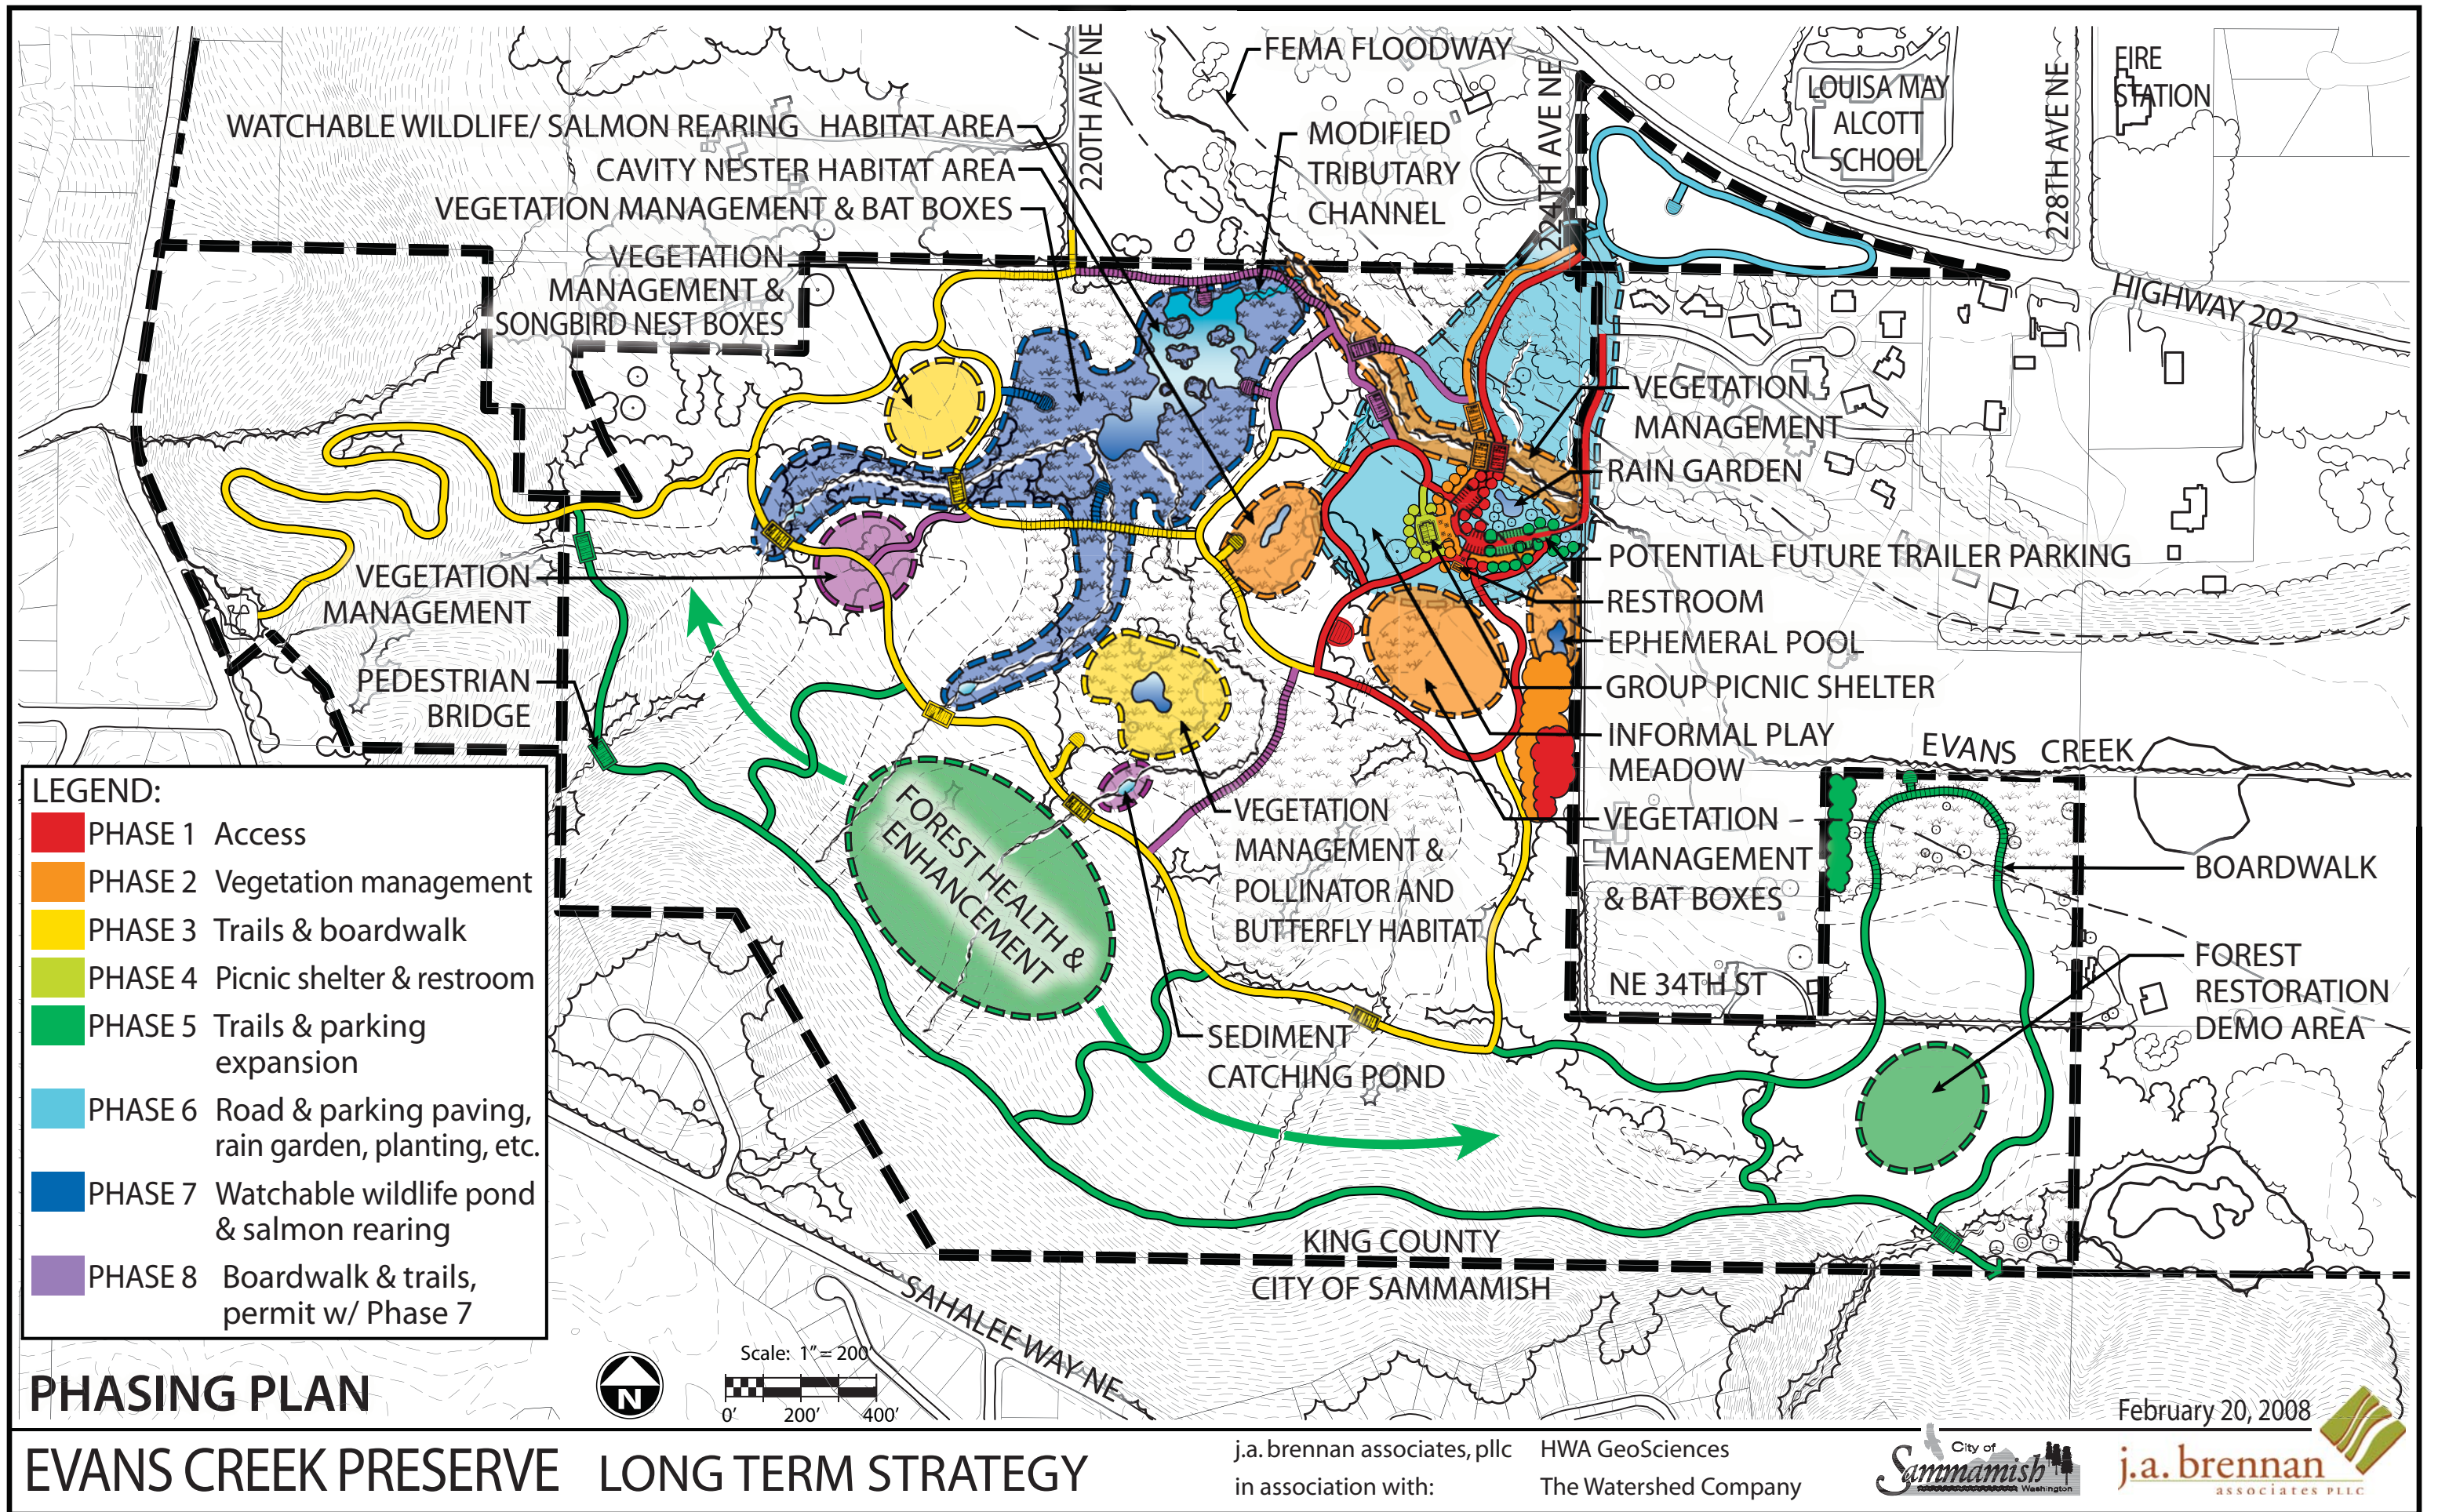 FEMA FLOODWAY
220TH AVE NE
224TH AVE NE
228TH AVE NE
LOUISA MAY
ALCOTT
SCHOOL
FIRE
STATION
WATCHABLE WILDLIFE/ SALMON REARING HABITAT AREA
CAVITY NESTER HABITAT AREA
VEGETATION MANAGEMENT & BAT BOXES
VEGETATION
MANAGEMENT &
SONGBIRD NEST BOXES
MODIFIED
TRIBUTARY
CHANNEL
HIGHWAY 202
VEGETATION
MANAGEMENT
RAIN GARDEN
POTENTIAL FUTURE TRAILER PARKING
RESTROOM
EPHEMERAL POOL
GROUP PICNIC SHELTER
INFORMAL PLAY
MEADOW
VEGETATION
MANAGEMENT
& BAT BOXES
VEGETATION
MANAGEMENT
PEDESTRIAN
BRIDGE
EVANS CREEK
BOARDWALK
FOREST
RESTORATION
DEMO AREA
NE 34TH ST
VEGETATION
MANAGEMENT &
POLLINATOR AND
BUTTERFLY HABITAT
FOREST HEALTH &
ENHANCEMENT
SEDIMENT
CATCHING POND
KING COUNTY
CITY OF SAMMAMISH
SAHALEE WAY NE
LEGEND:
PHASE 1 Access
PHASE 2 Vegetation management
PHASE 3 Trails & boardwalk
PHASE 4 Picnic shelter & restroom
PHASE 5 Trails & parking
expansion
PHASE 6 Road & parking paving,
rain garden, planting, etc.
PHASE 7 Watchable wildlife pond
& salmon rearing
PHASE 8 Boardwalk & trails,
permit w/ Phase 7
PHASING PLAN
N
Scale: 1" = 200'
0' 200' 400'
February 20, 2008
EVANS CREEK PRESERVE LONG TERM STRATEGY
j.a. brennan associates, pllc
in association with:
HWA GeoSciences
The Watershed Company
City of
Sammamish
Washington
j.a. brennan
associates PLLC